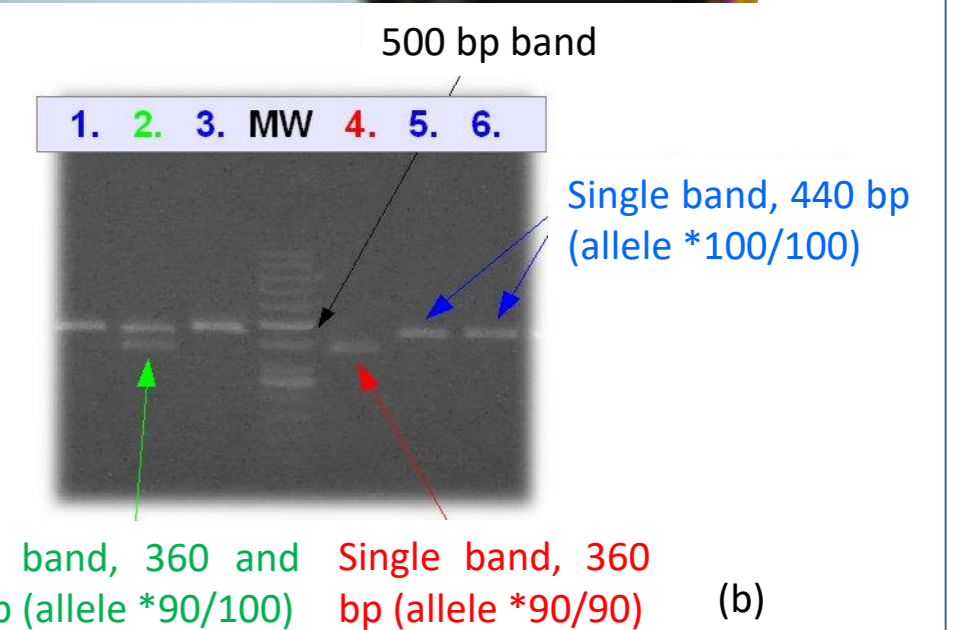 500 bp band
1. 2. 3. MW 4. 5. 6.
Single band, 440 bp
(allele *100/100)
band, 360 and
(allele *90/100)
Single band, 360
bp (allele *90/90)
(b)